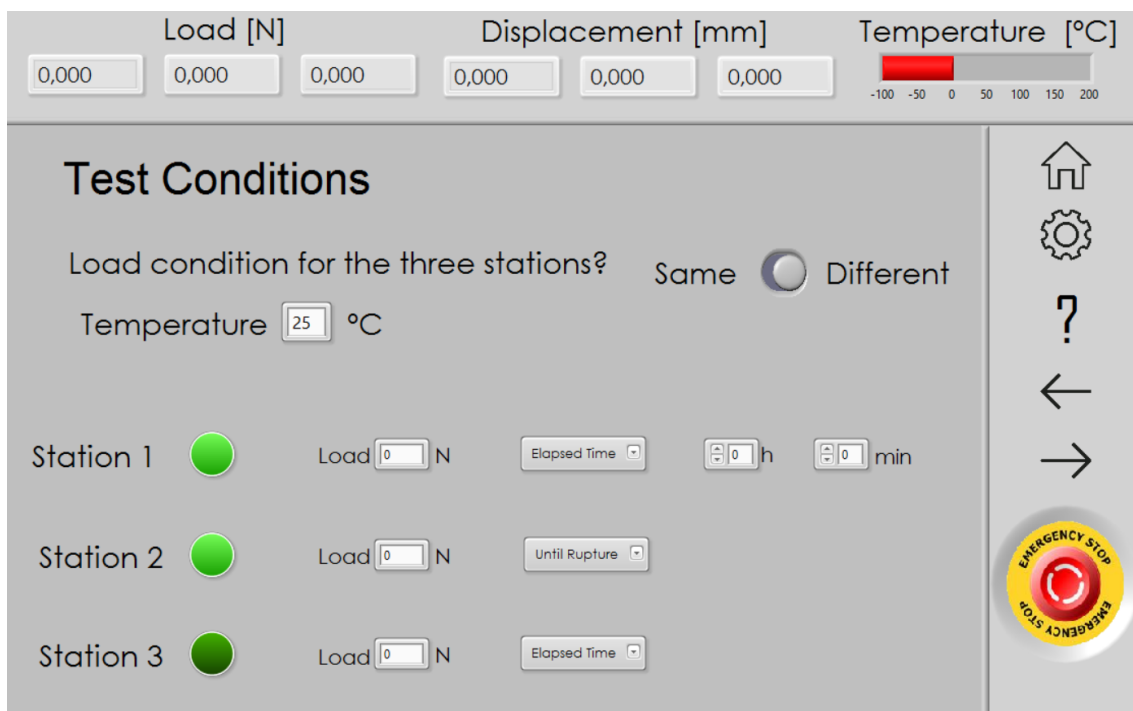 Load [N] Displacement [mm] Temperature [ºC]
0,000 0,000 0,000 0,000 0,000 0,000
-100 -50 0 50 100 150 200
Test Conditions
Load condition for the three stations? Same Different
Temperature 25 ºC
?
Station 1 Load 0 N Elapsed Time 0 h 0 min
Station 2 Load 0 N Until Rupture
Station 3 Load 0 N Elapsed Time
EMERGENCY STOP
EMERGENCY STOP